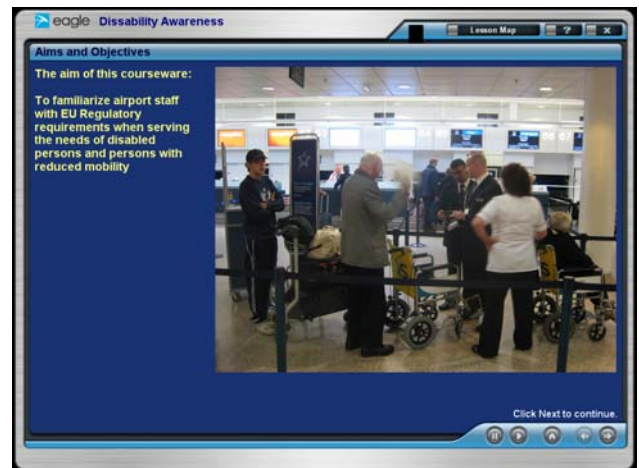 eagle Dissability Awareness
Lesson Map ? X
Aims and Objectives
The aim of this courseware:
To familiarize airport staff
with EU Regulatory
requirements when serving
the needs of disabled
persons and persons with
reduced mobility
Click Next to continue.